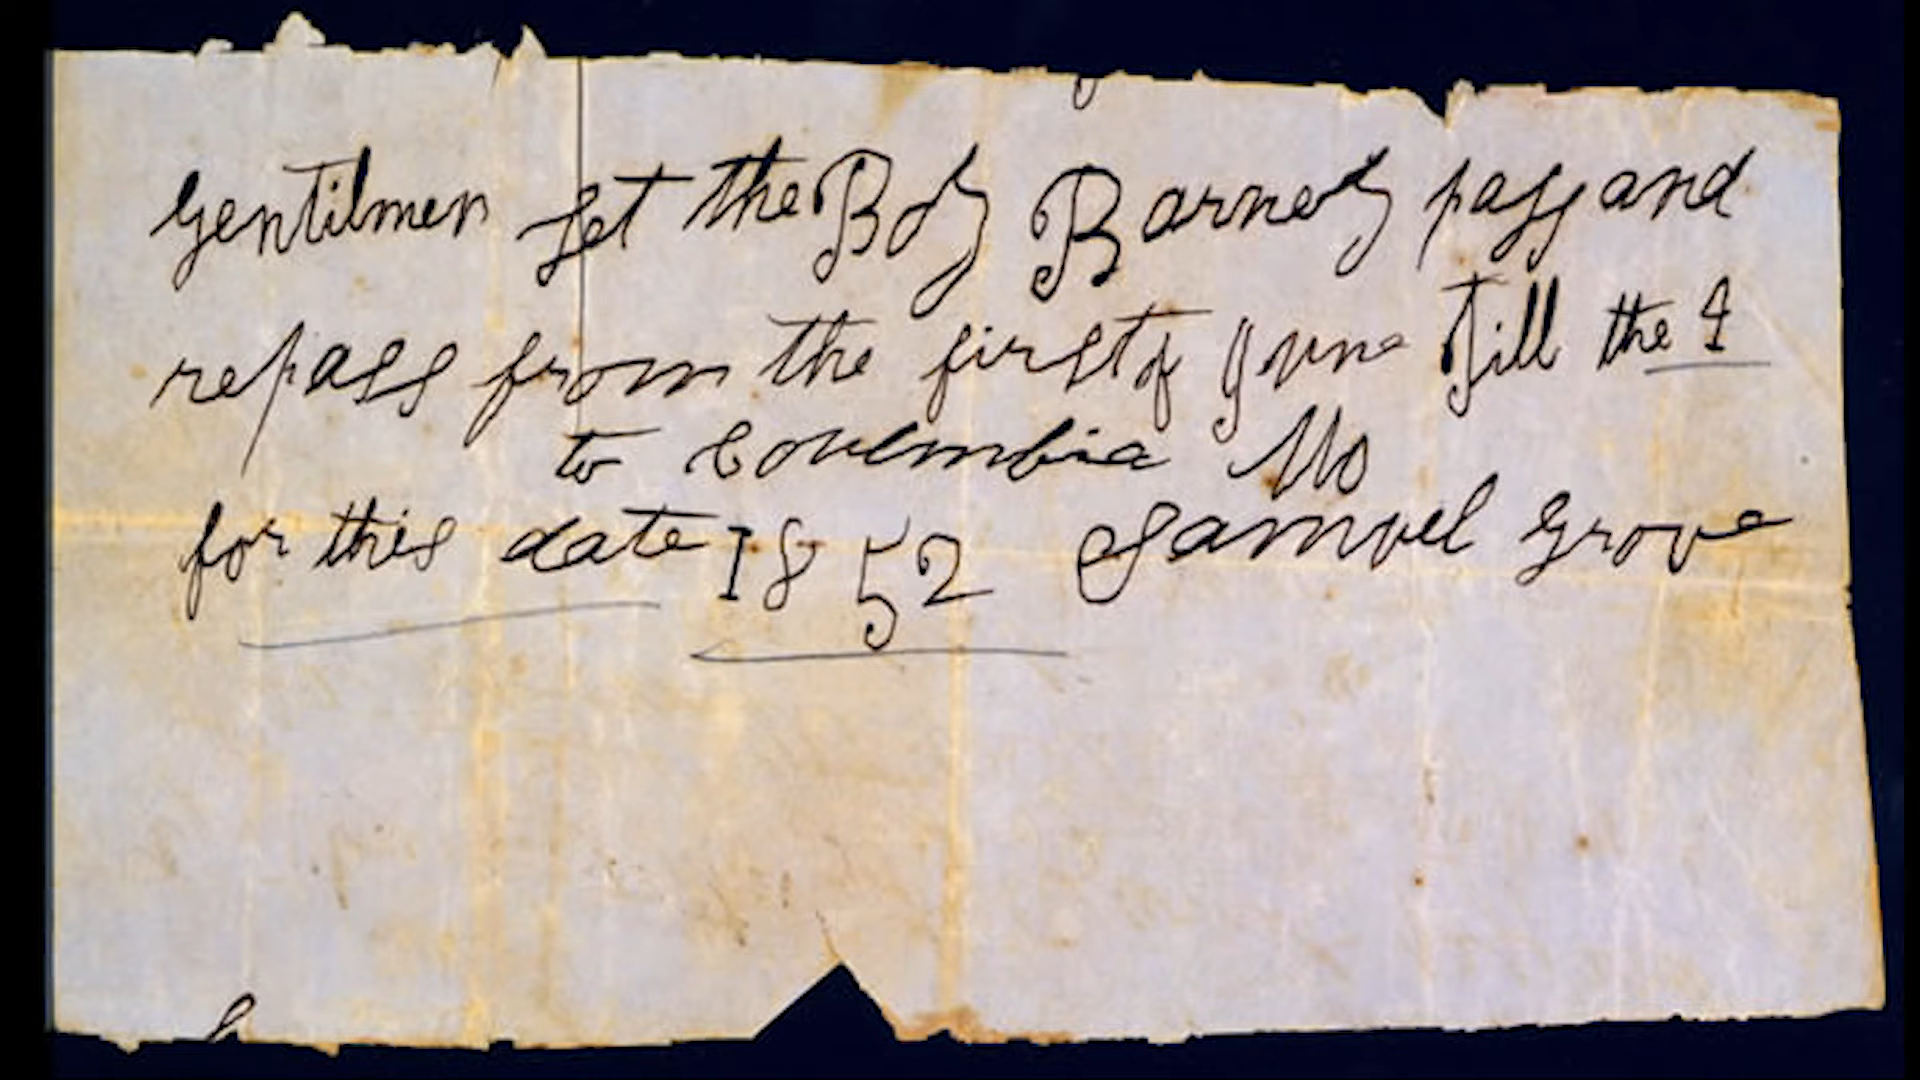 Gentilmen Let the Boy Barney pass and
repass from the first of June Till the 4
to Columbia Mo
for this date 1852 Samuel Grove